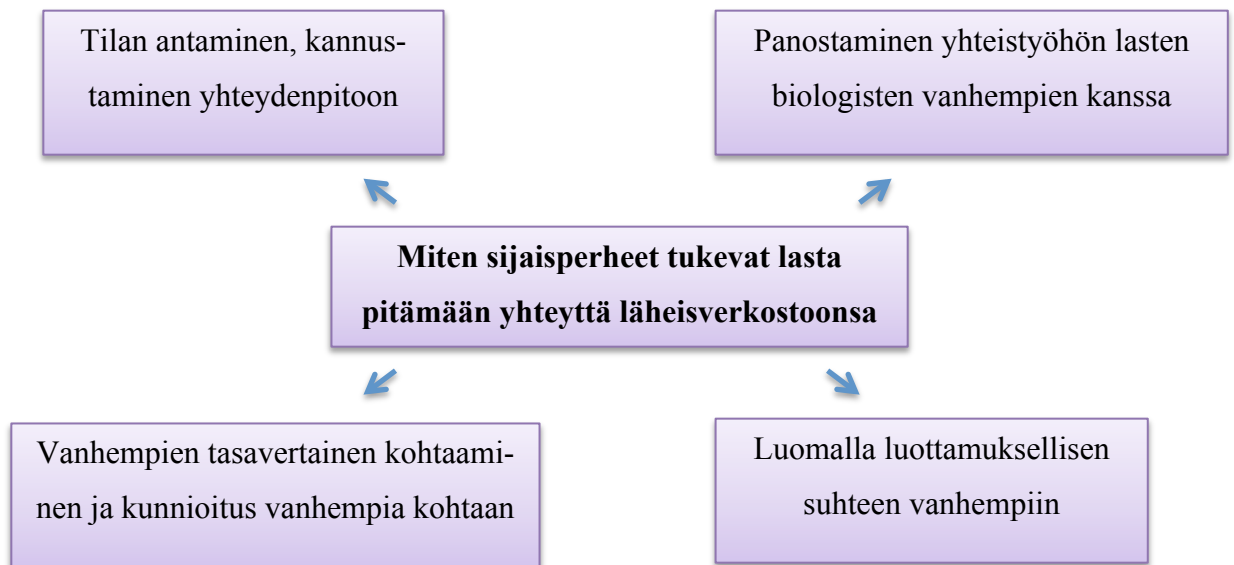 Tilan antaminen, kannus-
taminen yhteydenpitoon
Panostaminen yhteistyöhön lasten
biologisten vanhempien kanssa
Miten sijaisperheet tukevat lasta
pitämään yhteyttä läheisverkostoonsa
Vanhempien tasavertainen kohtaami-
nen ja kunnioitus vanhempia kohtaan
Luomalla luottamuksellisen
suhteen vanhempiin